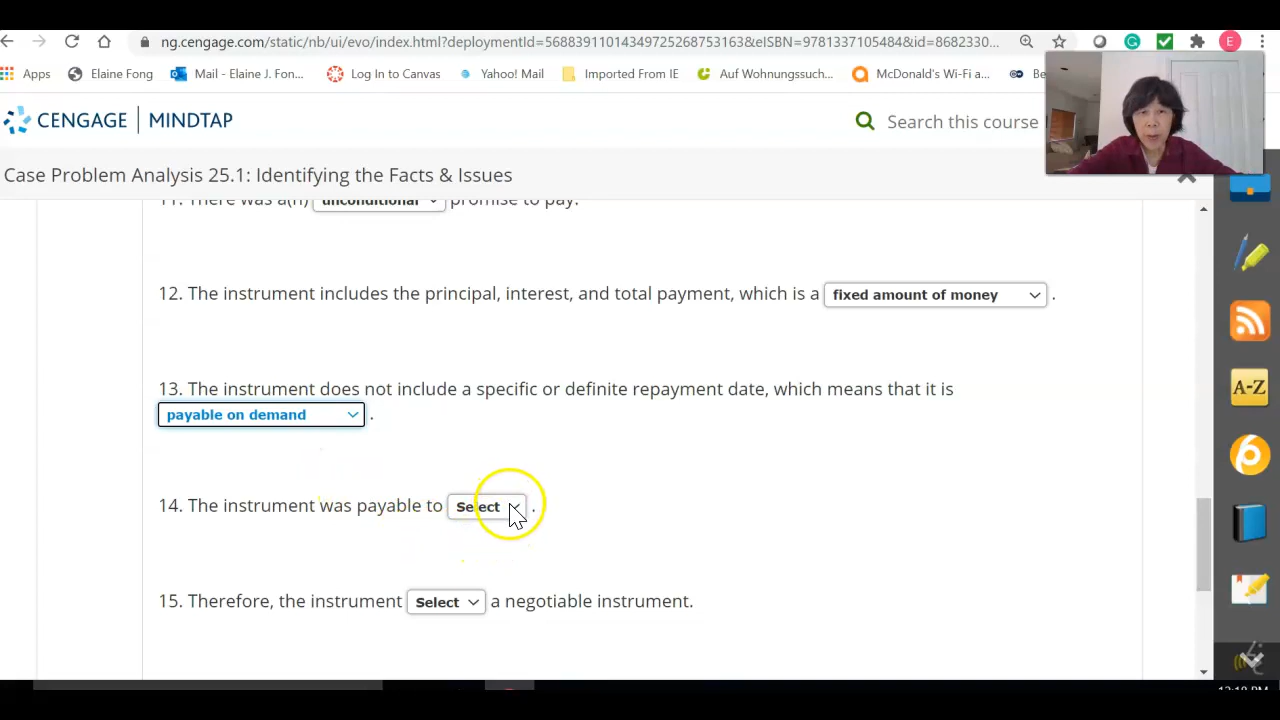 ng.cengage.com/static/nb/ui/evo/index.html?deploymentId=5688391101434972526875316​3&eISBN=9781337105484&id=8682330... E
Apps Elaine Fong Mail - Elaine J. Fon... Log In to Canvas Yahoo! Mail Imported From IE Auf Wohnungssuch... McDonald's Wi-Fi a... Be
CENGAGE MINDTAP Search this course
Case Problem Analysis 25.1: Identifying the Facts & Issues
11. There was a(n) unconditional promise to pay.
12. The instrument includes the principal, interest, and total payment, which is a fixed amount of money .
13. The instrument does not include a specific or definite repayment date, which means that it is
payable on demand .
14. The instrument was payable to Select .
15. Therefore, the instrument Select a negotiable instrument.
A-Z
12:10 PM